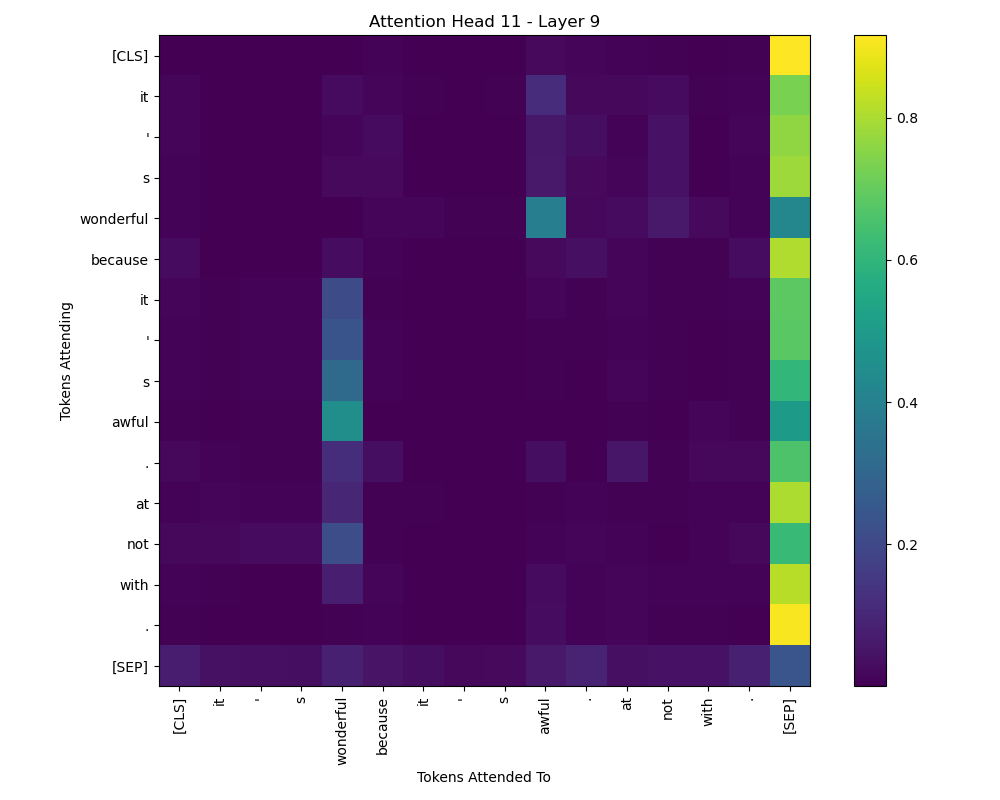 Attention Head 11 - Layer 9
[CLS]
it
'
s
wonderful
because
it
'
s
awful
.
at
not
with
.
[SEP]
Tokens Attending
[CLS]
it
'
s
wonderful
because
it
'
s
awful
.
at
not
with
.
[SEP]
Tokens Attended To
0.8
0.6
0.4
0.2